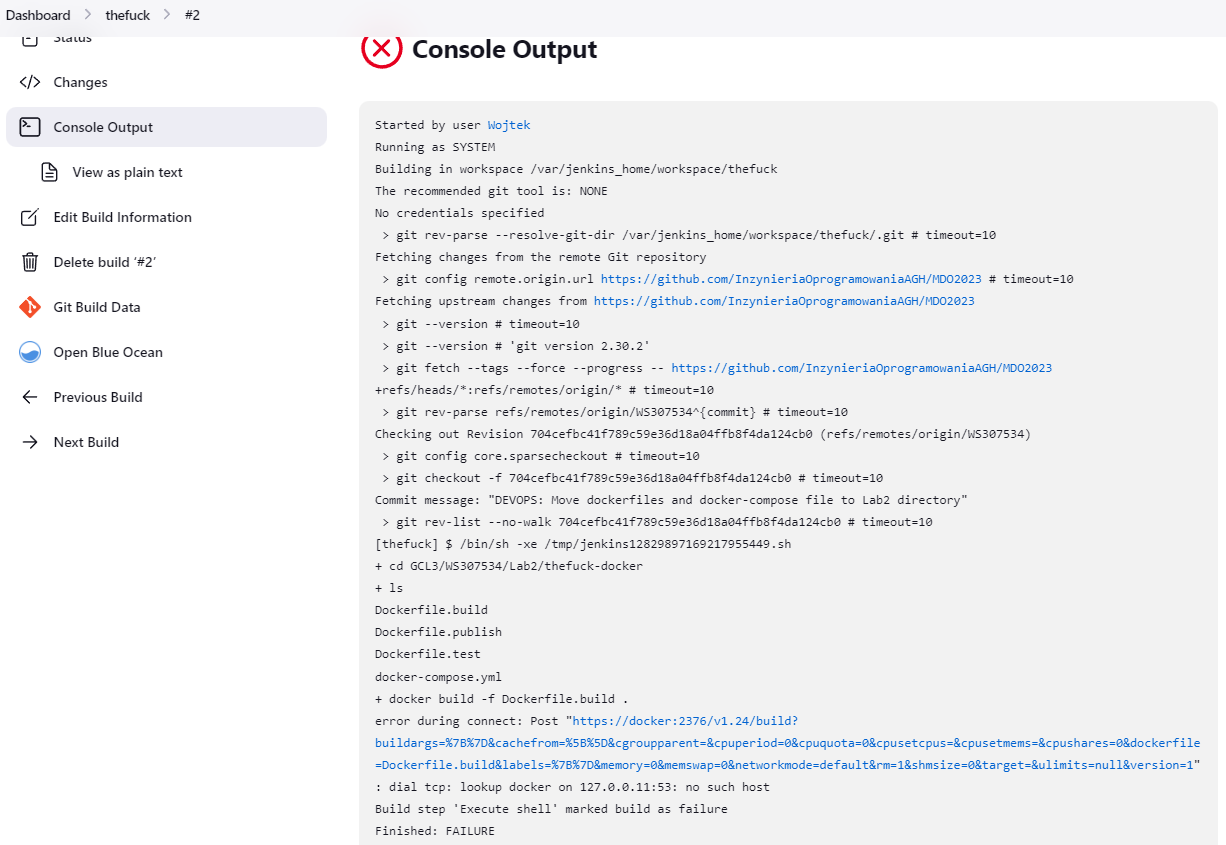 Dashboard > thefuck > #2
Status
Console Output
Changes
Console Output
View as plain text
Edit Build Information
Delete build ‘#2’
Git Build Data
Open Blue Ocean
Previous Build
Next Build
Started by user Wojtek
Running as SYSTEM
Building in workspace /var/jenkins_home/workspace/thefuck
The recommended git tool is: NONE
No credentials specified
 > git rev-parse --resolve-git-dir /var/jenkins_home/workspace/thefuck/.git # timeout=10
Fetching changes from the remote Git repository
 > git config remote.origin.url https://github.com/InzynieriaOprogramowaniaAGH/MDO2023 # timeout=10
Fetching upstream changes from https://github.com/InzynieriaOprogramowaniaAGH/MDO2023
 > git --version # timeout=10
 > git --version # 'git version 2.30.2'
 > git fetch --tags --force --progress -- https://github.com/InzynieriaOprogramowaniaAGH/MDO2023
+refs/heads/*:refs/remotes/origin/* # timeout=10
 > git rev-parse refs/remotes/origin/WS307534^{commit} # timeout=10
Checking out Revision 704cefbc41f789c59e36d18a04ffb8f4da124cb0 (refs/remotes/origin/WS307534)
 > git config core.sparsecheckout # timeout=10
 > git checkout -f 704cefbc41f789c59e36d18a04ffb8f4da124cb0 # timeout=10
Commit message: "DEVOPS: Move dockerfiles and docker-compose file to Lab2 directory"
 > git rev-list --no-walk 704cefbc41f789c59e36d18a04ffb8f4da124cb0 # timeout=10
[thefuck] $ /bin/sh -xe /tmp/jenkins12829897169217955449.sh
+ cd GCL3/WS307534/Lab2/thefuck-docker
+ ls
Dockerfile.build
Dockerfile.publish
Dockerfile.test
docker-compose.yml
+ docker build -f Dockerfile.build .
error during connect: Post "https://docker:2376/v1.24/build?
buildargs=%7B%7D&cachefrom=%5B%5D&cgroupparent=&cpuperiod=0&cpuquota=0&cpusetcpus=&cpusetmems=&cpushares=0&dockerfile
=Dockerfile.build&labels=%7B%7D&memory=0&memswap=0&networkmode=default&rm=1&shmsize=0&target=&ulimits=null&version=1"
: dial tcp: lookup docker on 127.0.0.11:53: no such host
Build step 'Execute shell' marked build as failure
Finished: FAILURE